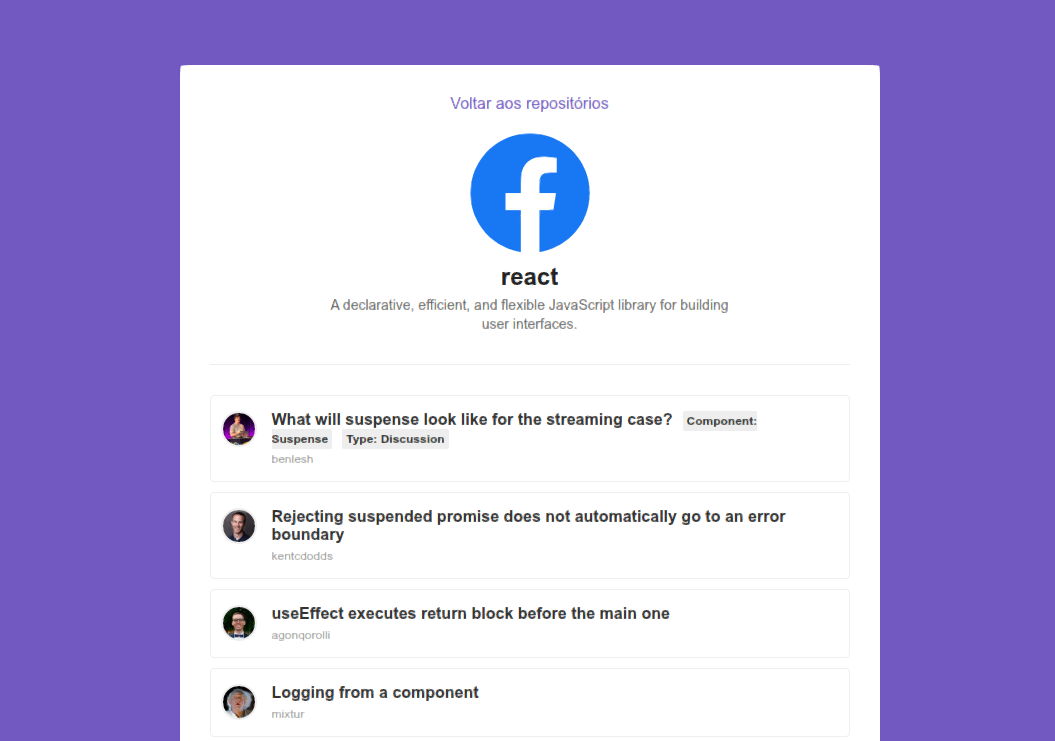 Voltar aos repositórios
react
A declarative, efficient, and flexible JavaScript library for building
user interfaces.
What will suspense look like for the streaming case? Component:
Suspense Type: Discussion
benlesh
Rejecting suspended promise does not automatically go to an error
boundary
kentcdodds
useEffect executes return block before the main one
agonqorolli
Logging from a component
mixtur